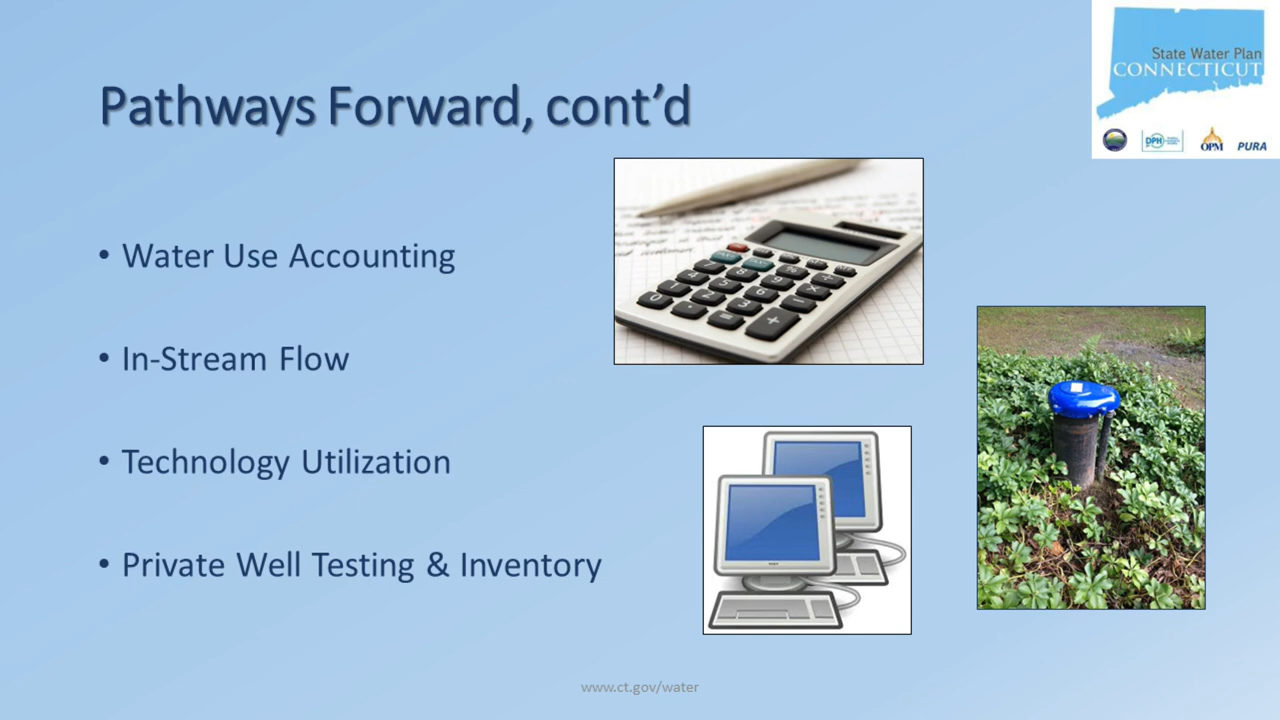 Pathways Forward, cont’d
State Water Plan
CONNECTICUT
DPH
OPM
PURA
• Water Use Accounting
• In-Stream Flow
• Technology Utilization
• Private Well Testing & Inventory
www.ct.gov/water